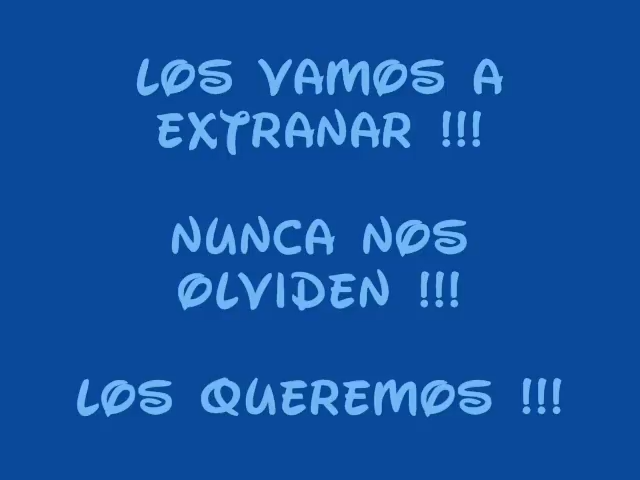 LOS VAMOS A
EXTRANAR !!!
NUNCA NOS
OLVIDEN !!!
LOS QUEREMOS !!!